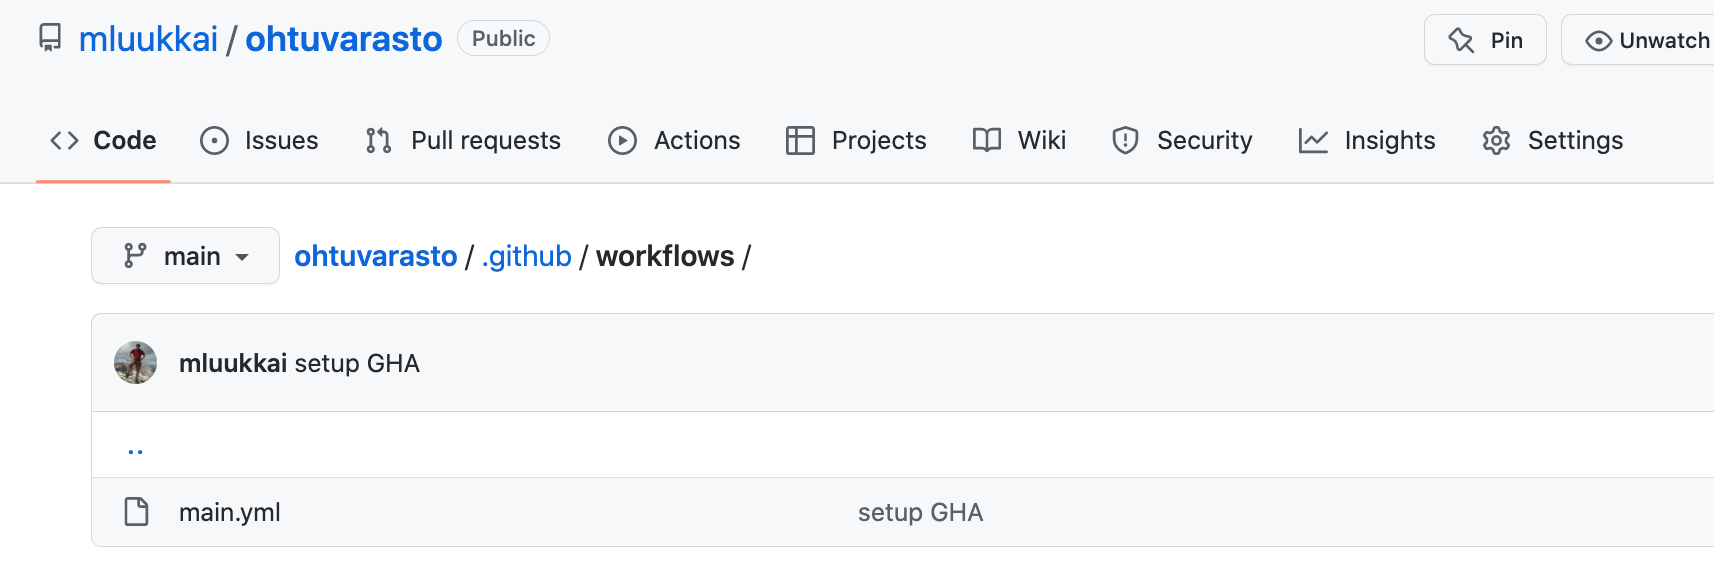 mluukkai / ohtuvarasto Public Pin Unwatch
Code Issues Pull requests Actions Projects Wiki Security Insights Settings
main ohtuvarasto / .github / workflows /
mluukkai setup GHA
..
main.yml setup GHA